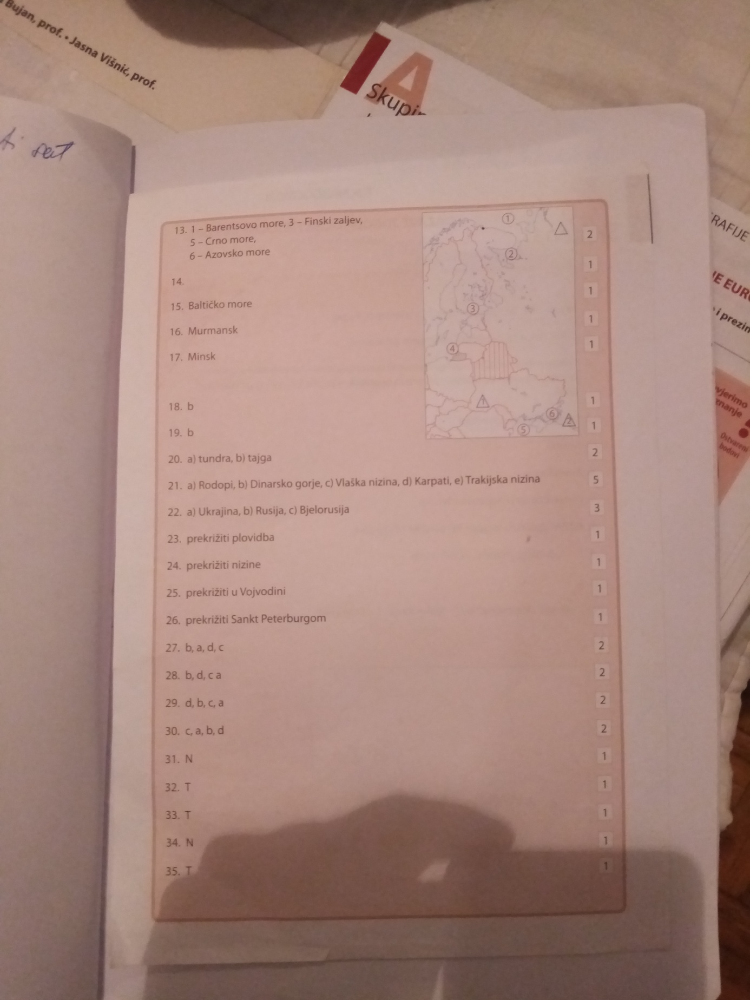 Bujan, prof. • Jasna Višnić, prof.
A
ti sat
13. 1 – Barentsovo more, 3 – Finski zaljev,
5 – Crno more,
6 – Azovsko more
2
1
14.
1
15. Baltičko more
1
16. Murmansk
1
17. Minsk
1
2
3
4
1
6
2
5
18. b
1
19. b
1
20. a) tundra, b) tajga
2
21. a) Rodopi, b) Dinarsko gorje, c) Vlaška nizina, d) Karpati, e) Trakijska nizina
5
22. a) Ukrajina, b) Rusija, c) Bjelorusija
3
23. prekrižiti plovidba
1
24. prekrižiti nizine
1
25. prekrižiti u Vojvodini
1
26. prekrižiti Sankt Peterburgom
1
27. b, a, d, c
2
28. b, d, c a
2
29. d, b, c, a
2
30. c, a, b, d
2
31. N
1
32. T
1
33. T
1
34. N
1
35. T
1
RAFIJE
E EUR
i prezin
vjerimo
znanje
Ostvareni
bodovi